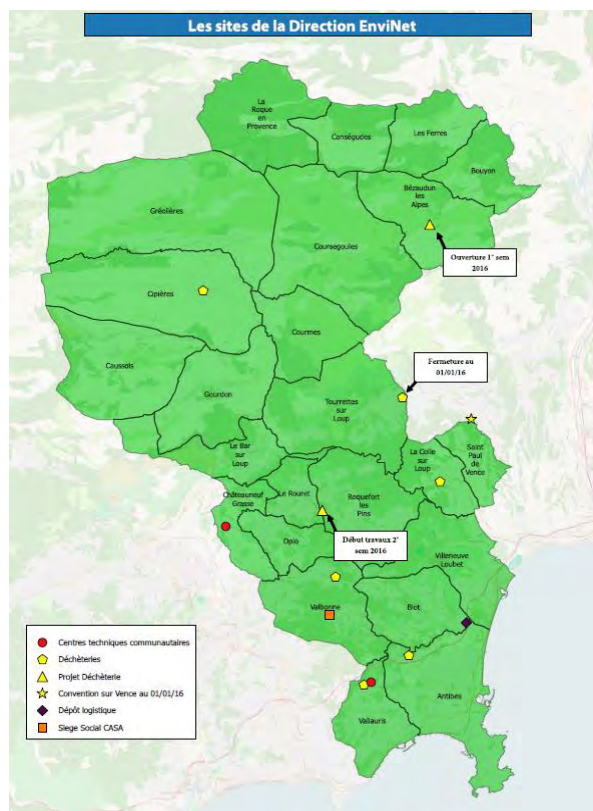 Les sites de la Direction EnviNet
La
Roque
en
Provence
Conségudes
Les Ferres
Bouyon
Bézaudun
les
Alpes
Gréolières
Coursegoules
Ouverture 1° sem
2016
Cipières
Courmes
Fermeture au
01/01/16
Caussols
Gourdon
Tourrettes
sur
Loup
Le Bar
sur
Loup
La Colle
sur
Loup
Saint
Paul
de
Vence
Châteauneuf
Grasse
Le Rouret
Roquefort
les
Pins
Opio
Début travaux 2°
sem 2016
Villeneuve
Loubet
Valbonne
Biot
Antibes
Vallauris
Centres techniques communautaires
Déchèteries
Projet Déchèterie
Convention sur Vence au 01/01/16
Dépôt logistique
Siege Social CASA